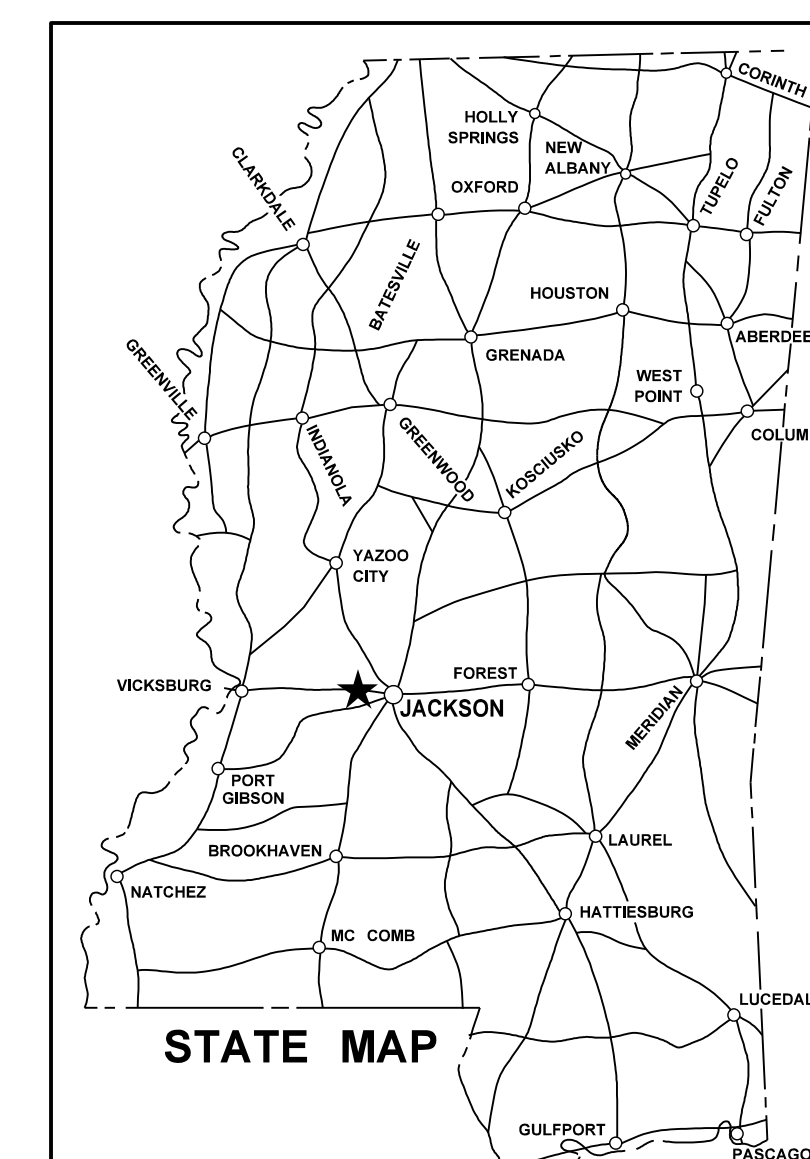 CORINTH
HOLLY
SPRINGS
NEW
ALBANY
CLARKDALE
OXFORD
TUPELO
FULTON
BATESVILLE
HOUSTON
GREENVILLE
GRENADA
ABERDEE
WEST
POINT
COLUM
INDIANOLA
GREENWOOD
KOSCIUSKO
YAZOO
CITY
VICKSBURG
FOREST
JACKSON
MERIDIAN
PORT
GIBSON
BROOKHAVEN
LAUREL
NATCHEZ
HATTIESBURG
MC COMB
LUCEDAL
STATE MAP
GULFPORT
PASCAGO